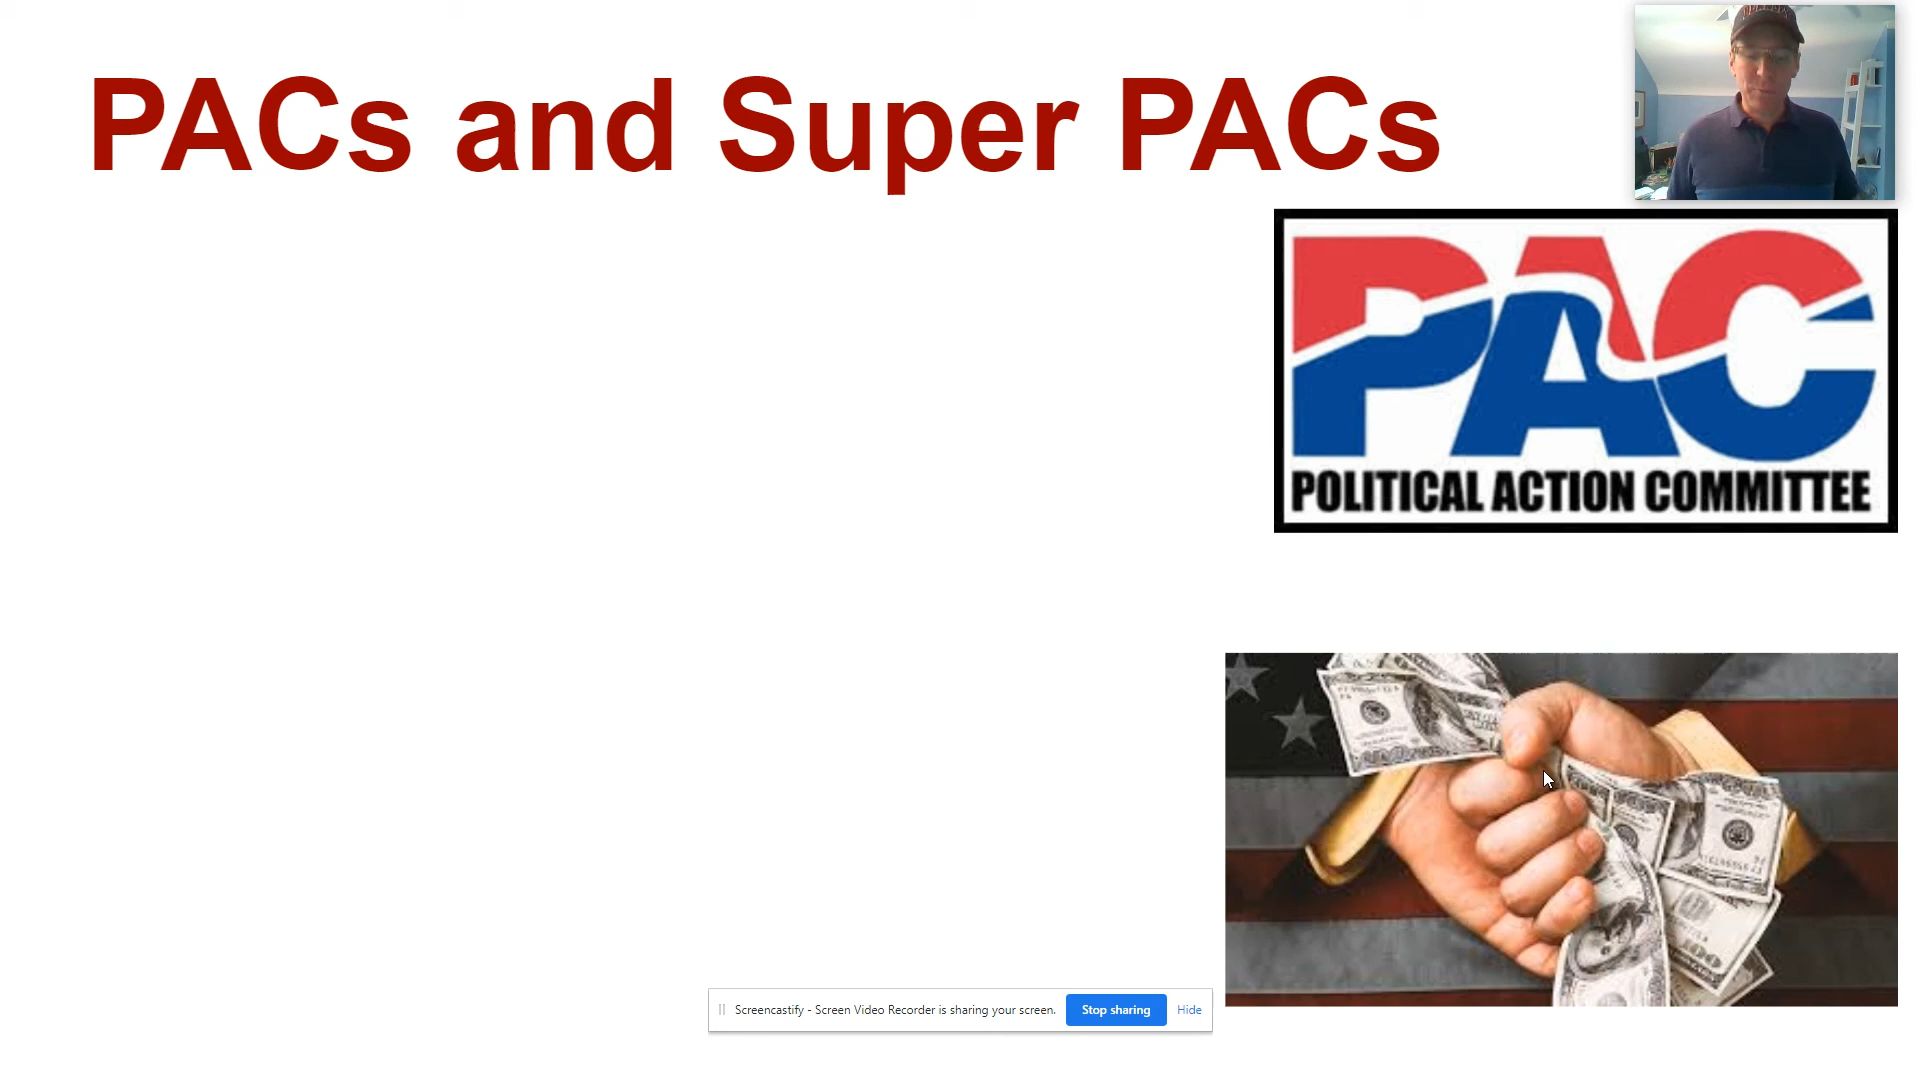 PACs and Super PACs
PAC
POLITICAL ACTION COMMITTEE
100
Screencastify - Screen Video Recorder is sharing your screen.
Stop sharing
Hide